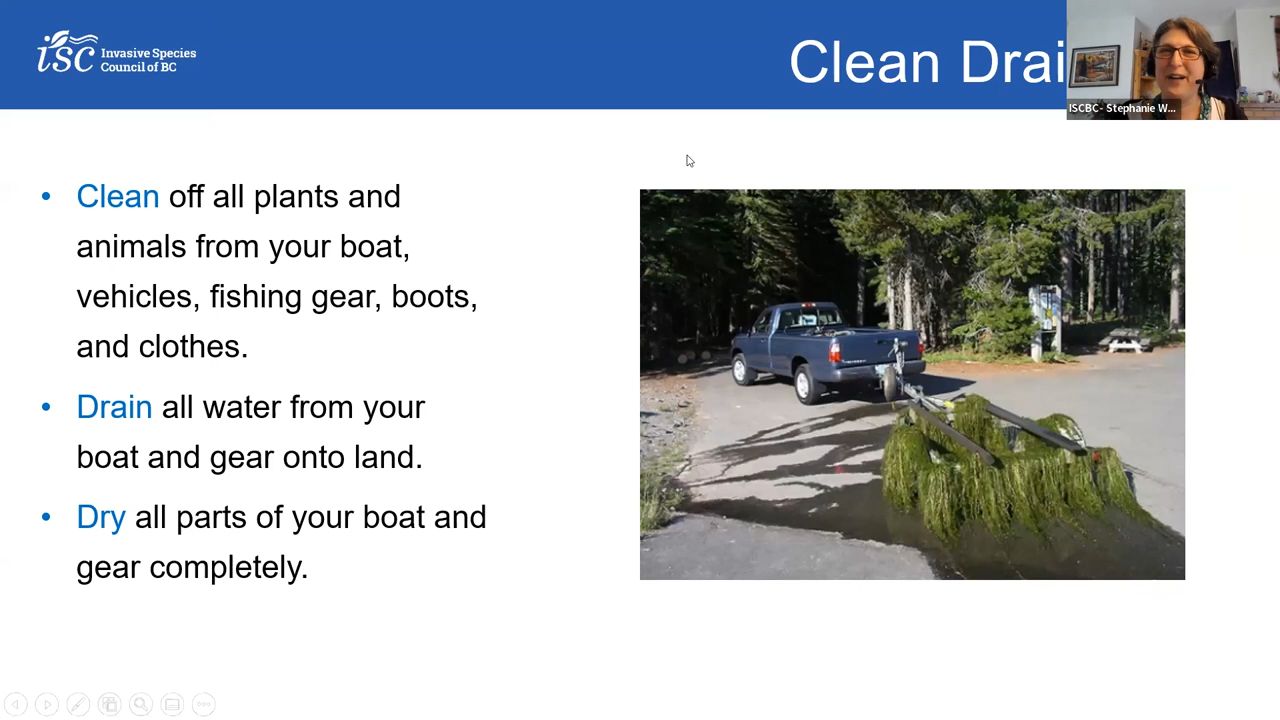 isc Invasive Species
Council of BC
Clean Drai
ISCBC- Stephanie W...
• Clean off all plants and
animals from your boat,
vehicles, fishing gear, boots,
and clothes.
• Drain all water from your
boat and gear onto land.
• Dry all parts of your boat and
gear completely.